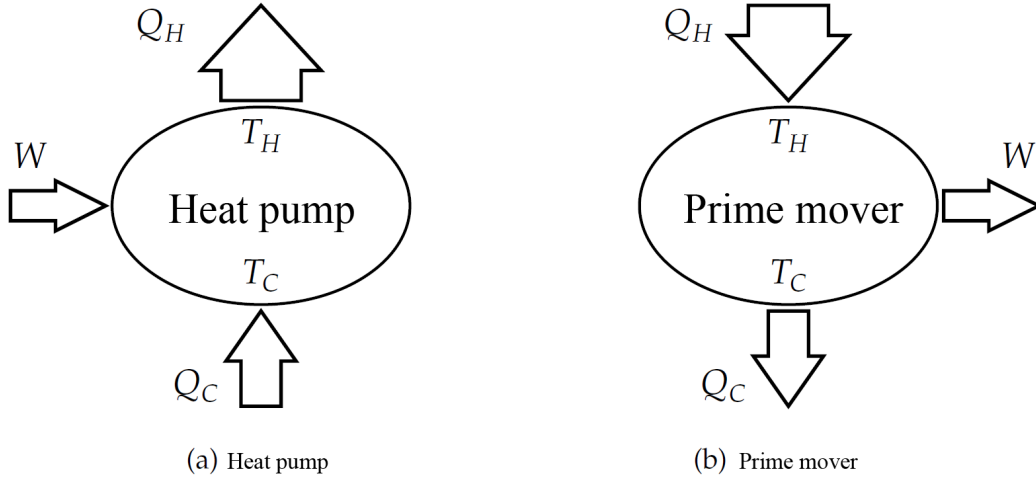 Q_H
T_H
W
Heat pump
T_C
Q_C
(a) Heat pump
Q_H
T_H
W
Prime mover
T_C
Q_C
(b) Prime mover